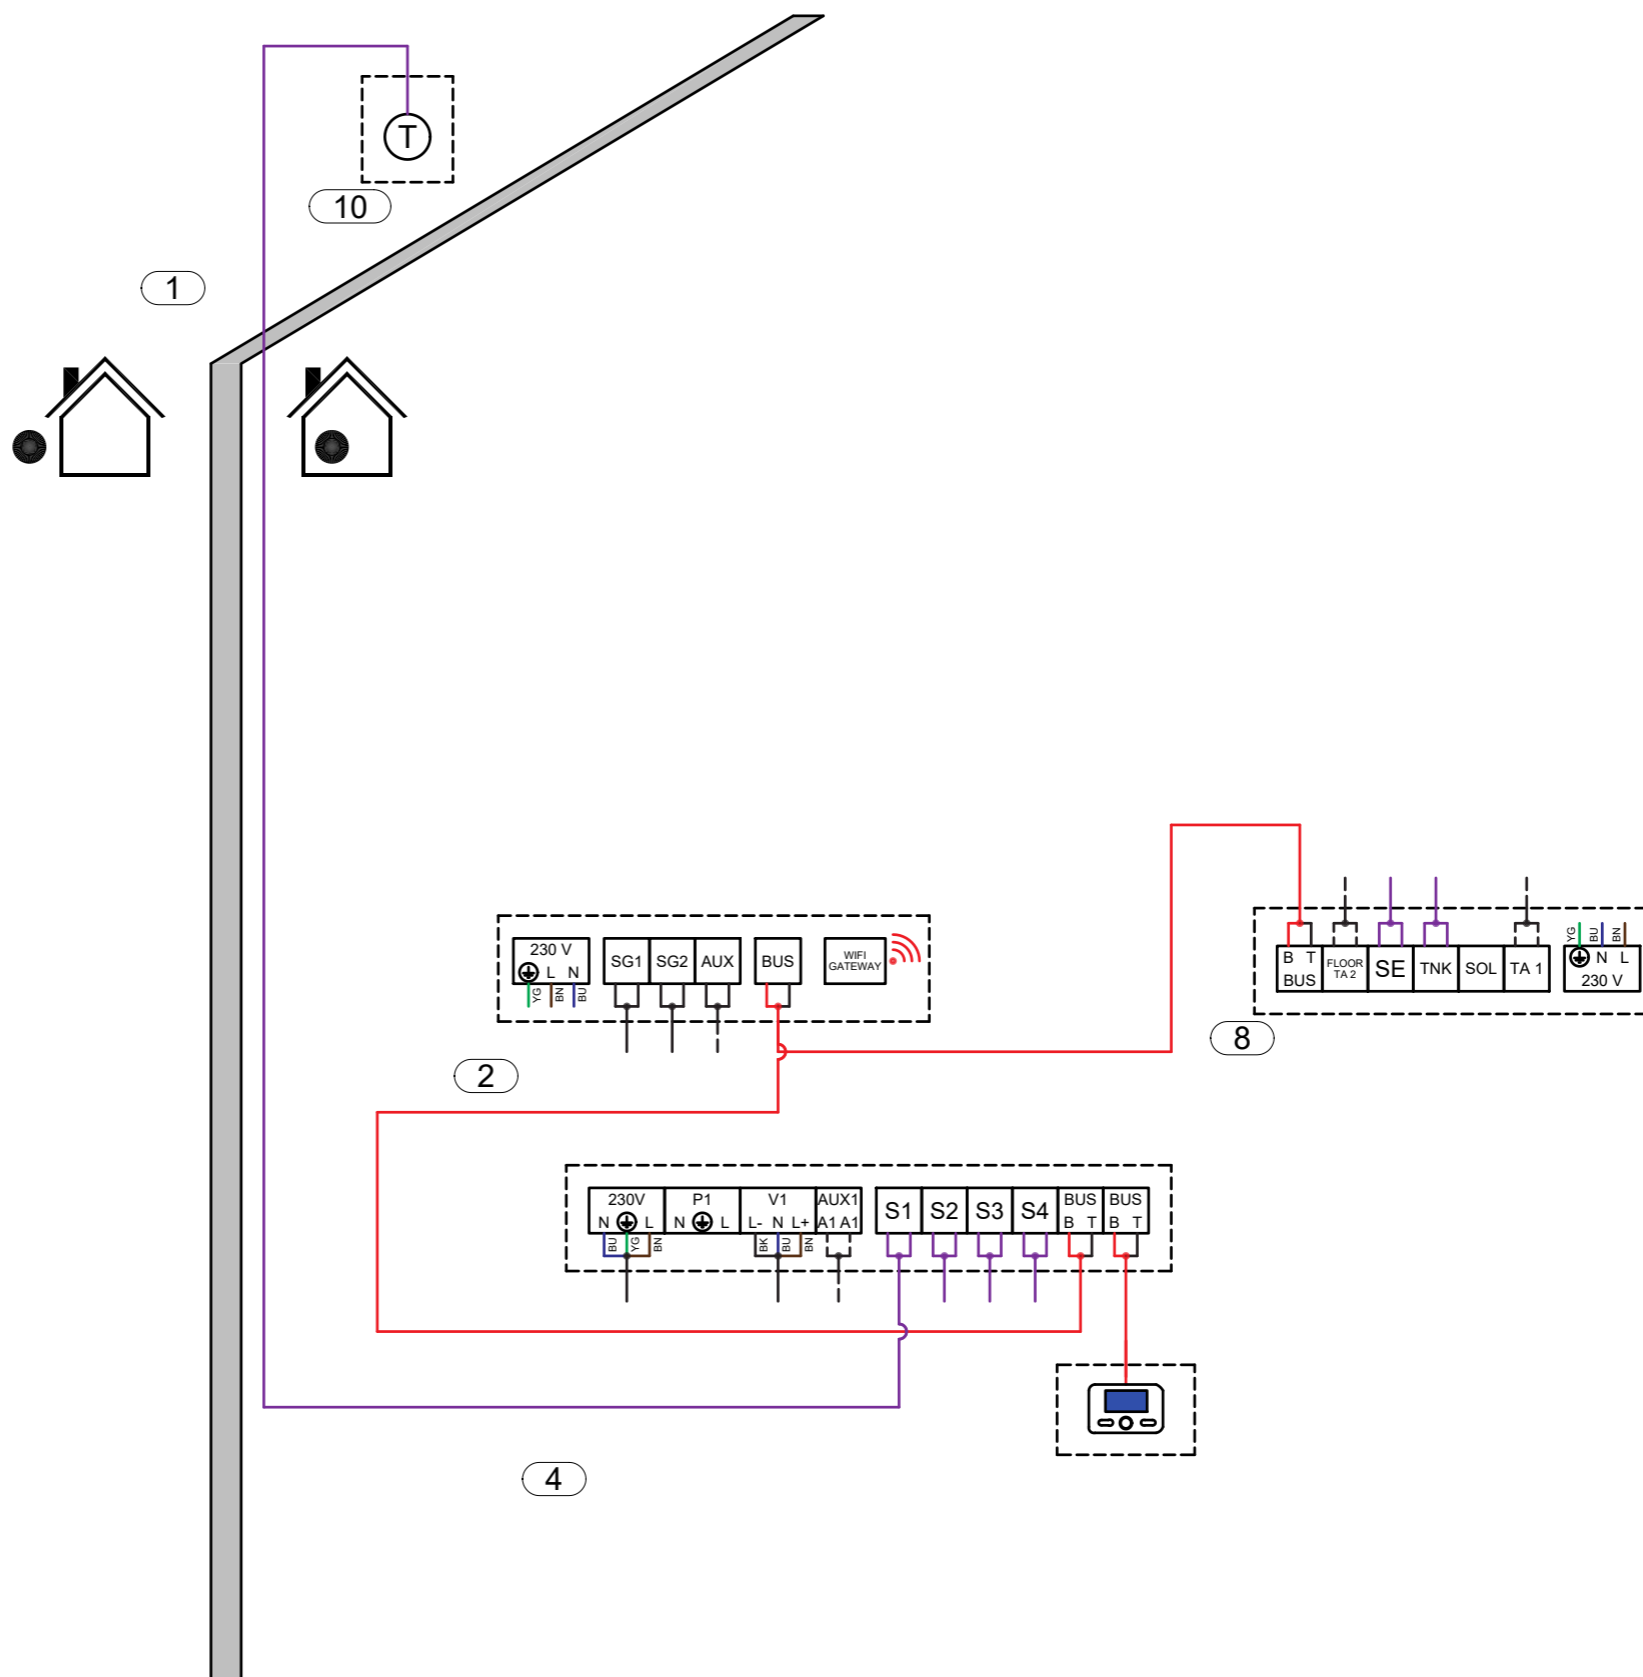 T
10
1
230 V
L N
YG BN BU
SG1 SG2 AUX BUS
WIFI
GATEWAY
2
B T
BUS
FLOOR
TA 2
SE TNK SOL TA 1
YG BU BN
N L
230 V
8
230V P1 V1 AUX1
N L N L L- N L+ A1 A1
BU YG BN BK BU BN
S1 S2 S3 S4
BUS BUS
B T B T
4